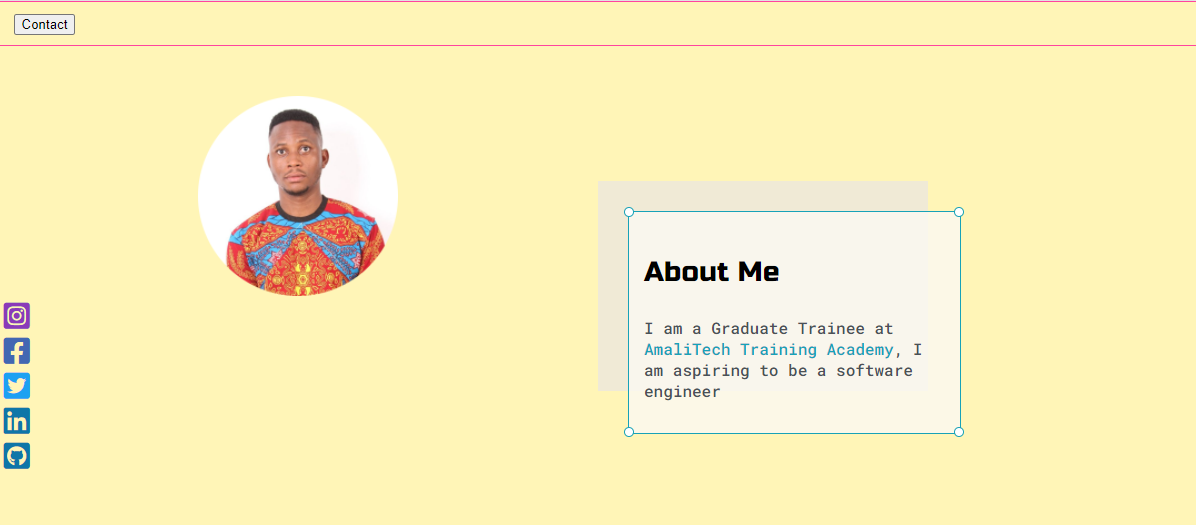 Contact
About Me
I am a Graduate Trainee at
AmaliTech Training Academy, I
am aspiring to be a software
engineer